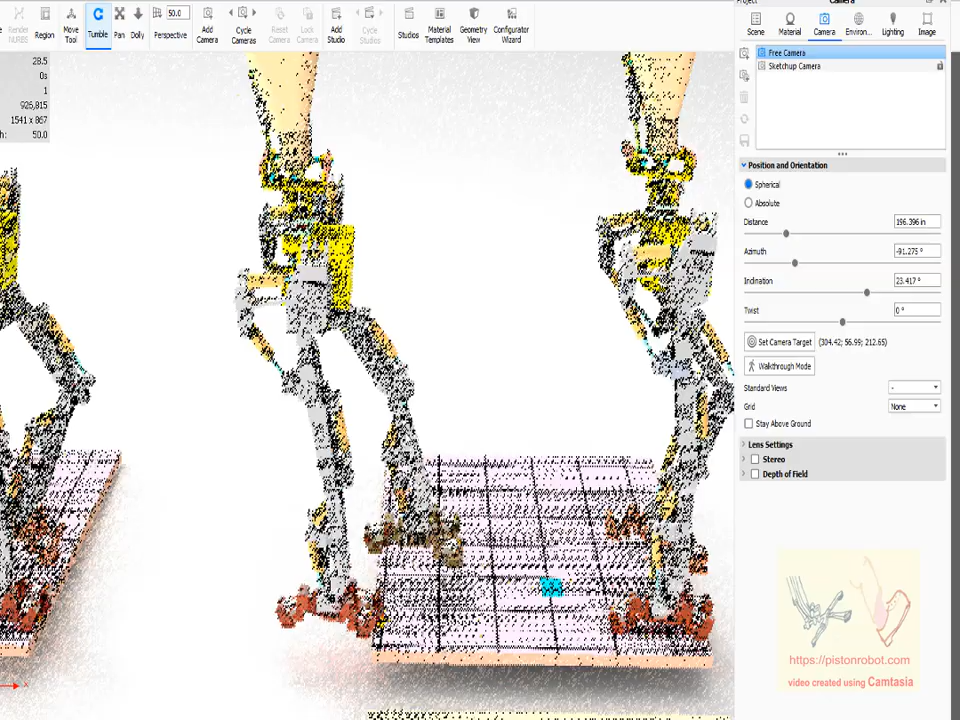 Render
NURBS
Region
Move
Tool
Tumble
Pan
Dolly
50.0
Perspective
Add
Camera
Cycle
Cameras
Reset
Camera
Lock
Camera
Add
Studio
Cycle
Studios
Studios
Material
Templates
Geometry
View
Configurator
Wizard
Project
Camera
Scene
Material
Camera
Environ...
Lighting
Image
28.5
0s
1
926,815
1541 x 867
h: 50.0
Free Camera
Sketchup Camera
Position and Orientation
Spherical
Absolute
Distance
196.396 in
Azimuth
-91.275 °
Inclination
23.417 °
Twist
0 °
Set Camera Target
(304.42; 56.99; 212.65)
Walkthrough Mode
Standard Views
-
Grid
None
Stay Above Ground
Lens Settings
Stereo
Depth of Field
X
https://pistonrobot.com
video created using Camtasia